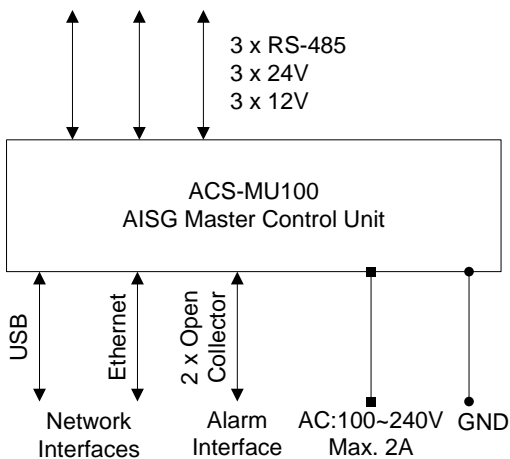 3 x RS-485
3 x 24V
3 x 12V
ACS-MU100
AISG Master Control Unit
USB
Ethernet
2 x Open
Collector
Network
Interfaces
Alarm
Interface
AC:100~240V
Max. 2A
GND